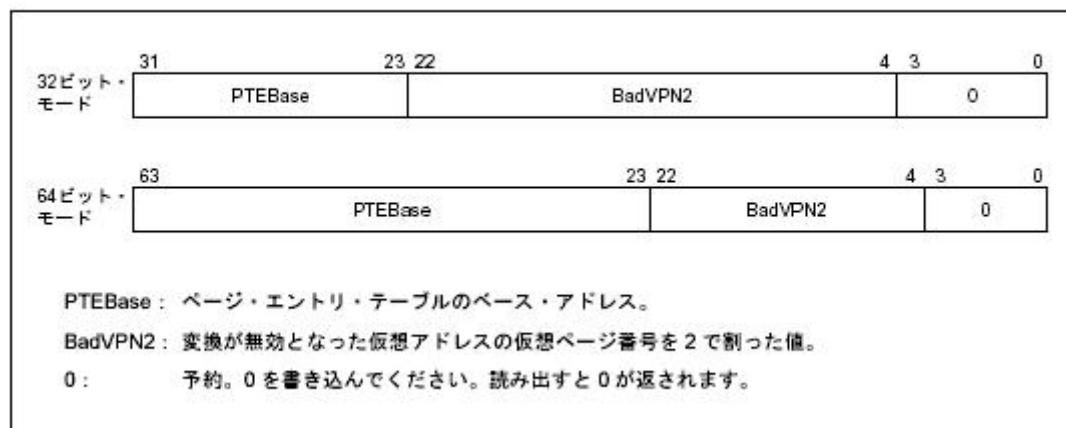 31 23 22 4 3 0
32ビット・
モード
PTEBase BadVPN2 0
63 23 22 4 3 0
64ビット・
モード
PTEBase BadVPN2 0
PTEBase： ページ・エントリ・テーブルのベース・アドレス。
BadVPN2： 変換が無効となった仮想アドレスの仮想ページ番号を2で割った値。
0： 予約。0を書き込んでください。読み出すと0が返されます。